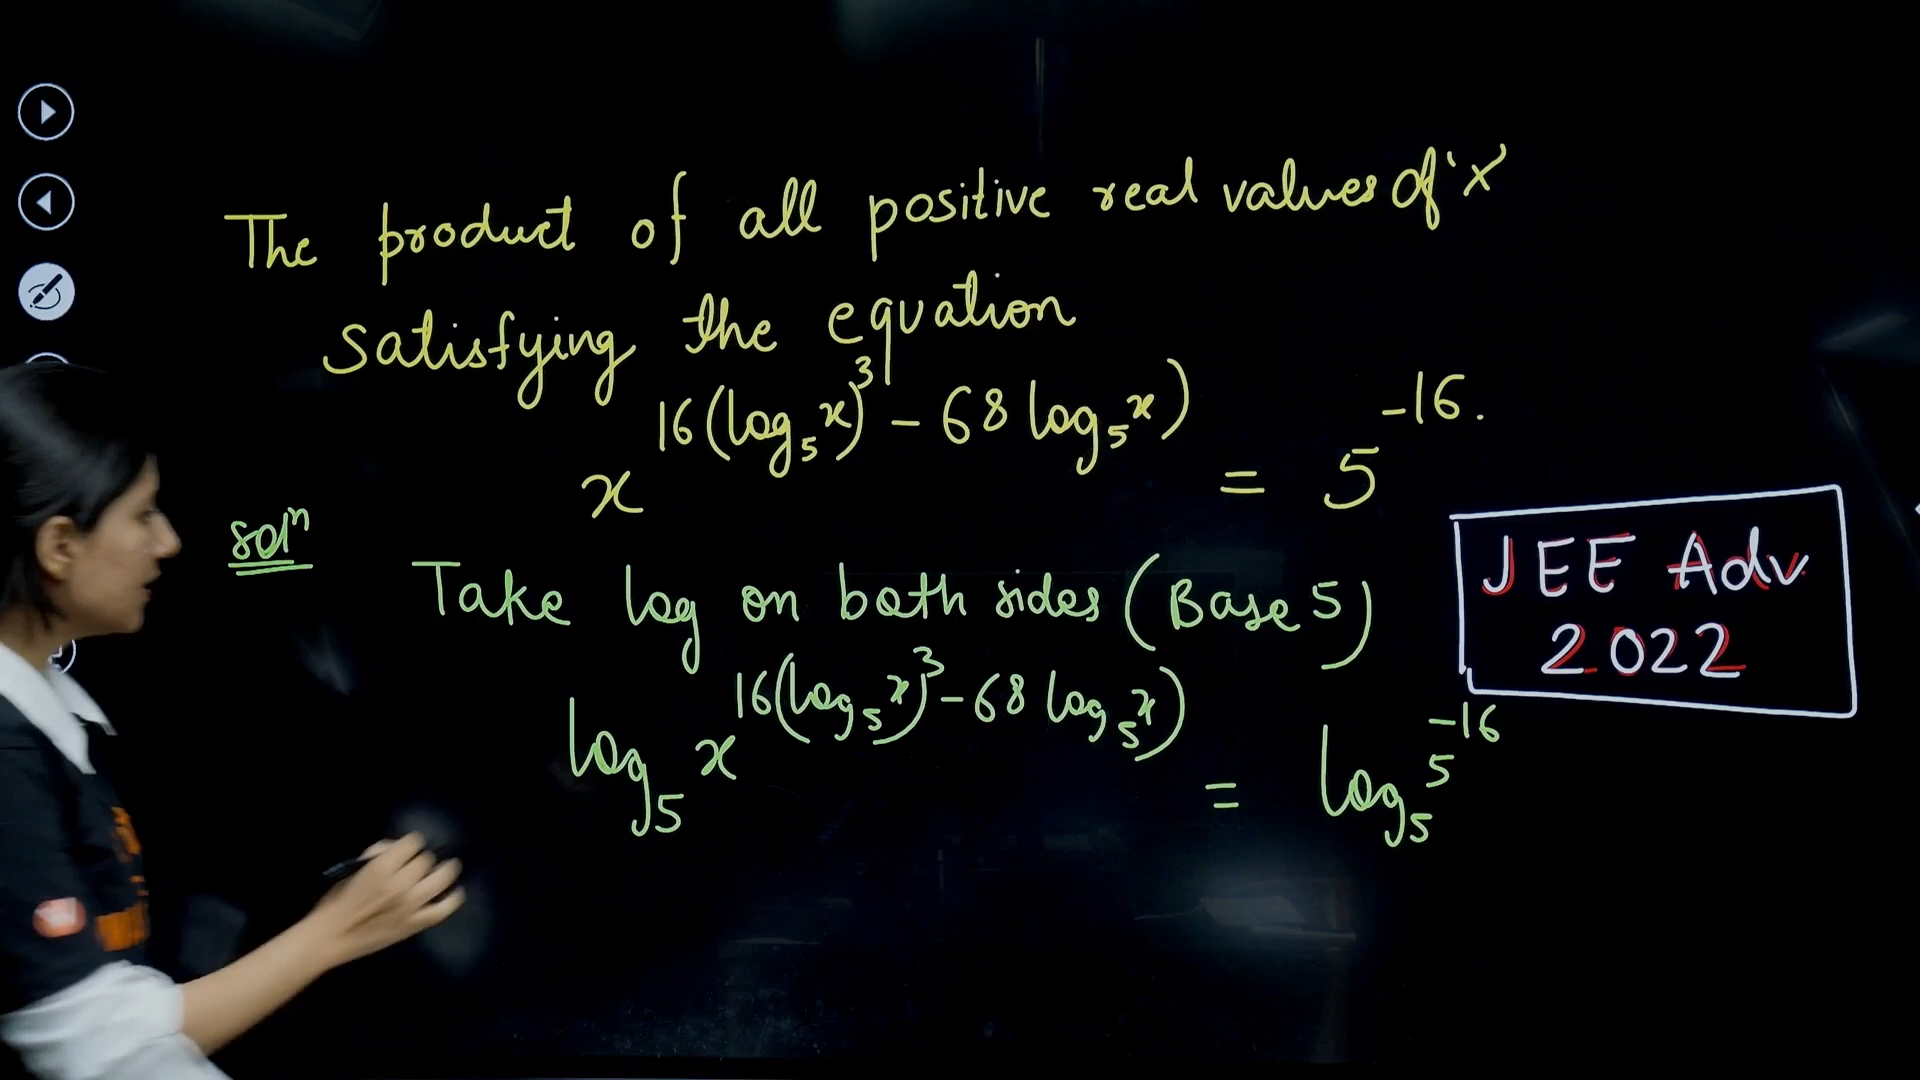 The product of all positive real values of 'x'
satisfying the equation
x^16(log₅x)³ − 68 log₅x) = 5^−16.
solⁿ
Take log on both sides (Base 5)
JEE Adv
2022
log₅ x^16(log₅x)³ − 68 log₅x) = log₅ 5^−16